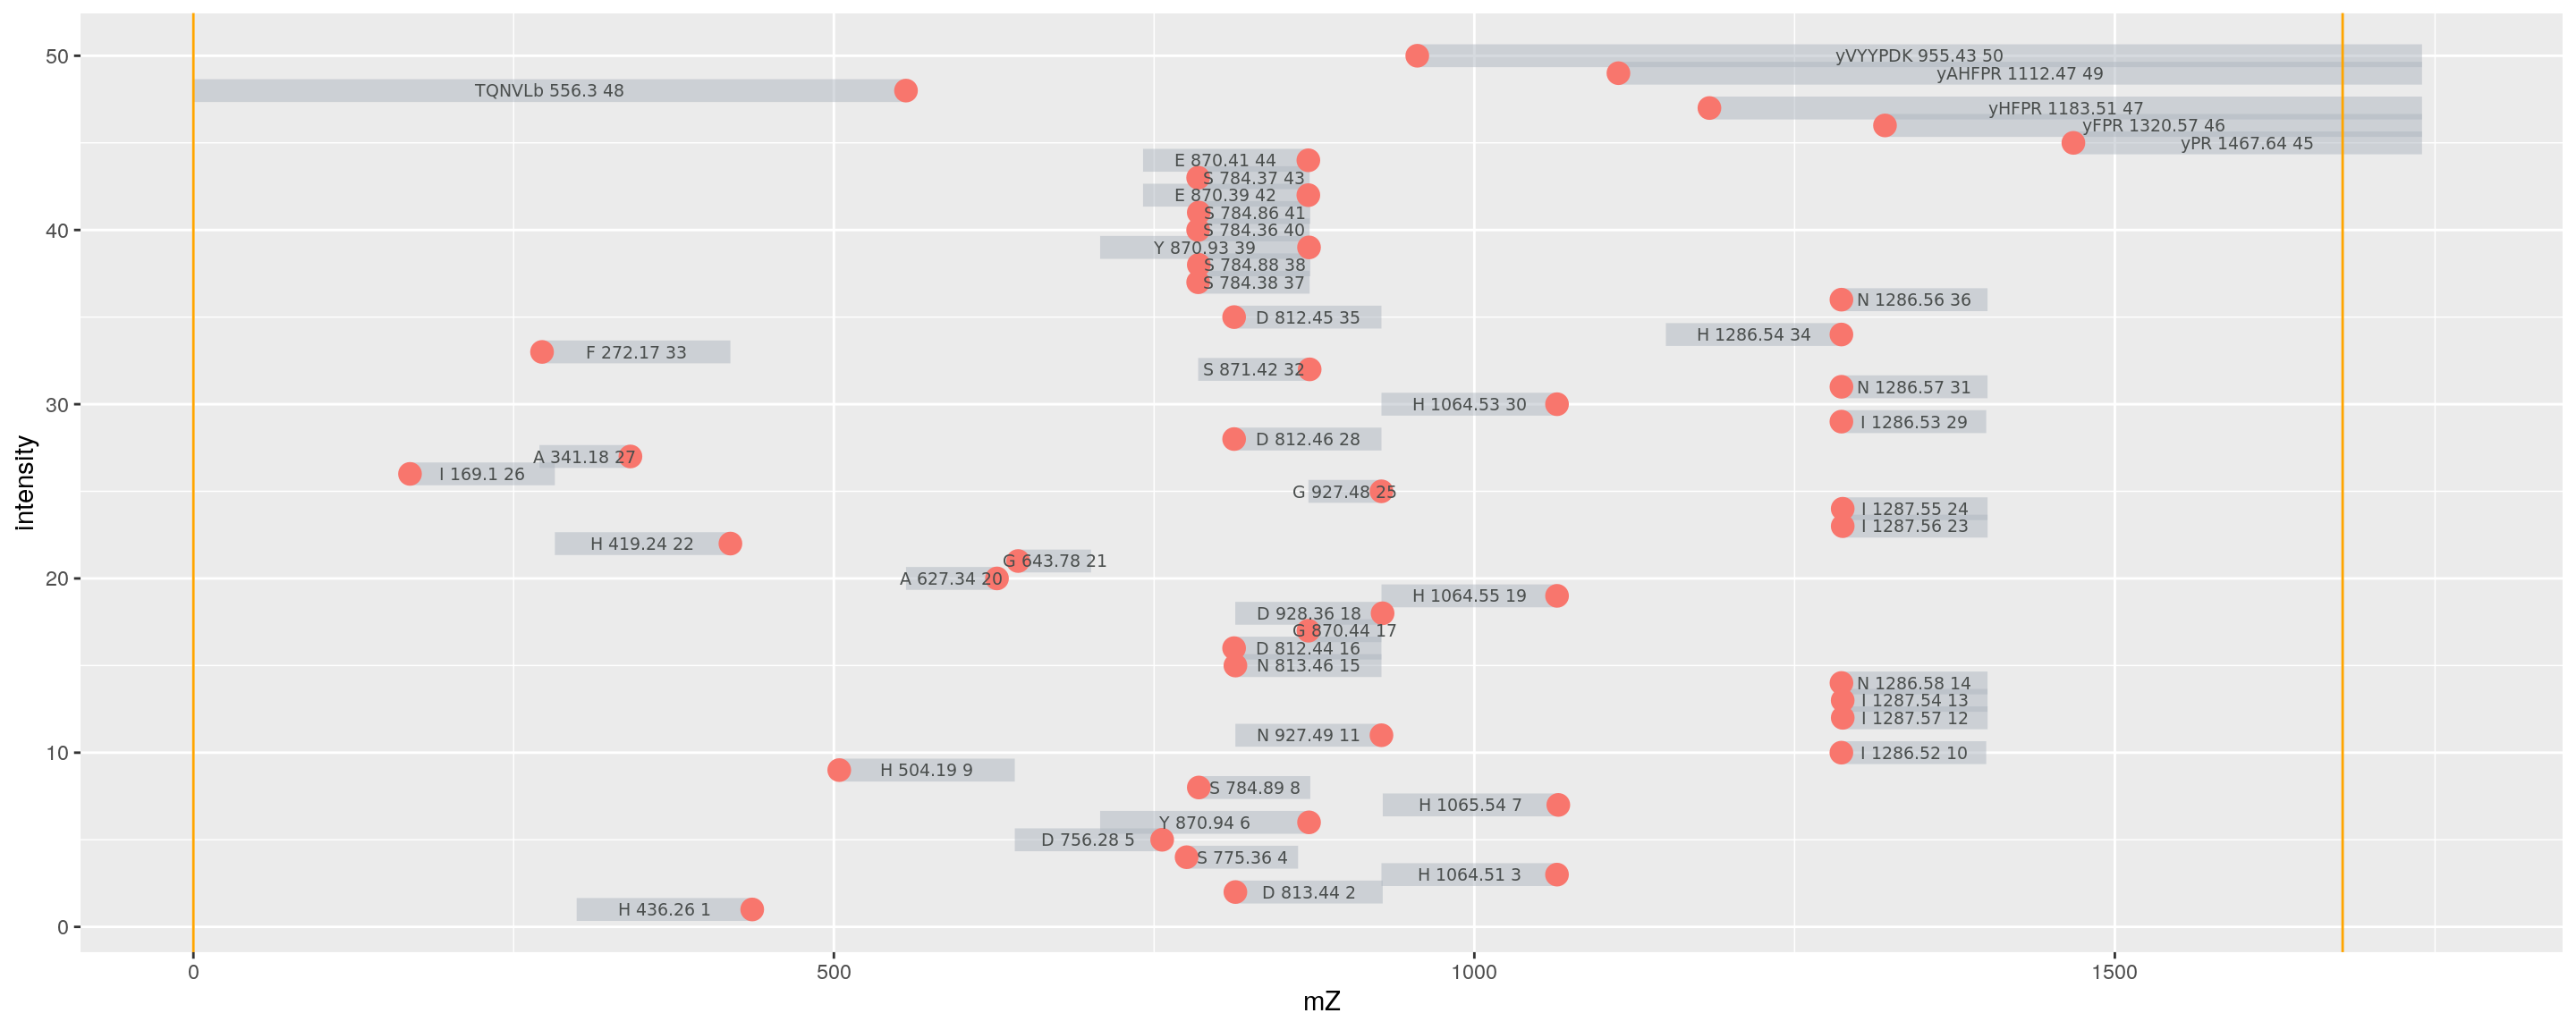 50
yVYYPDK 955.43 50
yAHFPR 1112.47 49
TQNVLb 556.3 48
yHFPR 1183.51 47
yFPR 1320.57 46
yPR 1467.64 45
E 870.41 44
S 784.37 43
E 870.39 42
S 784.86 41
40
S 784.36 40
Y 870.93 39
S 784.88 38
S 784.38 37
N 1286.56 36
D 812.45 35
H 1286.54 34
F 272.17 33
S 871.42 32
N 1286.57 31
30
H 1064.53 30
I 1286.53 29
D 812.46 28
A 341.18 27
I 169.1 26
G 927.48 25
I 1287.55 24
I 1287.56 23
H 419.24 22
G 643.78 21
20
A 627.34 20
H 1064.55 19
D 928.36 18
G 870.44 17
D 812.44 16
N 813.46 15
N 1286.58 14
I 1287.54 13
I 1287.57 12
N 927.49 11
10
I 1286.52 10
H 504.19 9
S 784.89 8
H 1065.54 7
Y 870.94 6
D 756.28 5
S 775.36 4
H 1064.51 3
D 813.44 2
H 436.26 1
0
intensity
0
500
1000
1500
mZ